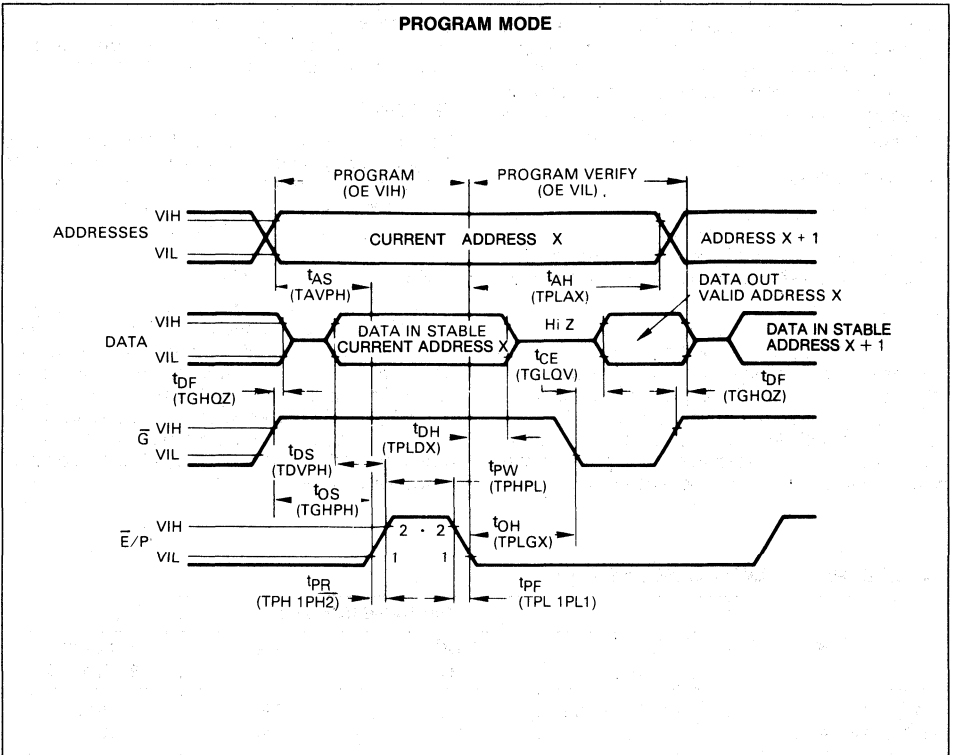 PROGRAM MODE
PROGRAM
(OE VIH)
PROGRAM VERIFY
(OE VIL)
ADDRESSES
VIH
VIL
CURRENT ADDRESS X
ADDRESS X + 1
tAS
(TAVPH)
tAH
(TPLAX)
DATA OUT
VALID ADDRESS X
DATA
VIH
VIL
DATA IN STABLE
CURRENT ADDRESS X
Hi Z
DATA IN STABLE
ADDRESS X + 1
tDF
(TGHQZ)
tCE
(TGLQV)
tDF
(TGHQZ)
G̅
VIH
VIL
tDS
(TDVPH)
tDH
(TPLDX)
tOS
(TGHPH)
tPW
(TPHPL)
E̅/P
VIH
VIL
2 · 2
1 1
tOH
(TPLGX)
tPR
(TPH 1PH2̅)
tPF
(TPL 1PL1)